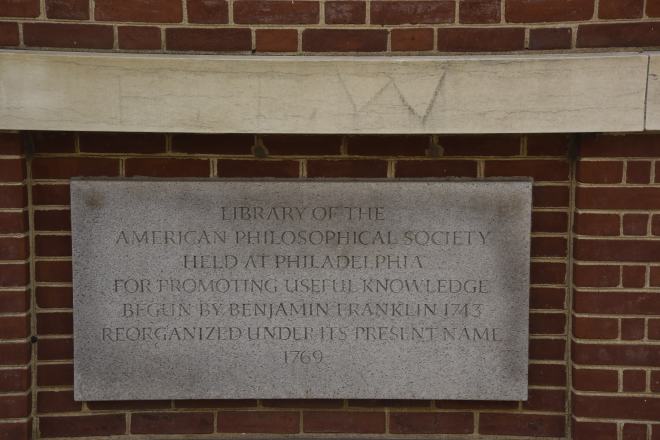 LIBRARY OF THE
AMERICAN PHILOSOPHICAL SOCIETY
HELD AT PHILADELPHIA
FOR PROMOTING USEFUL KNOWLEDGE
BEGUN BY BENJAMIN FRANKLIN 1743
REORGANIZED UNDER ITS PRESENT NAME
1769